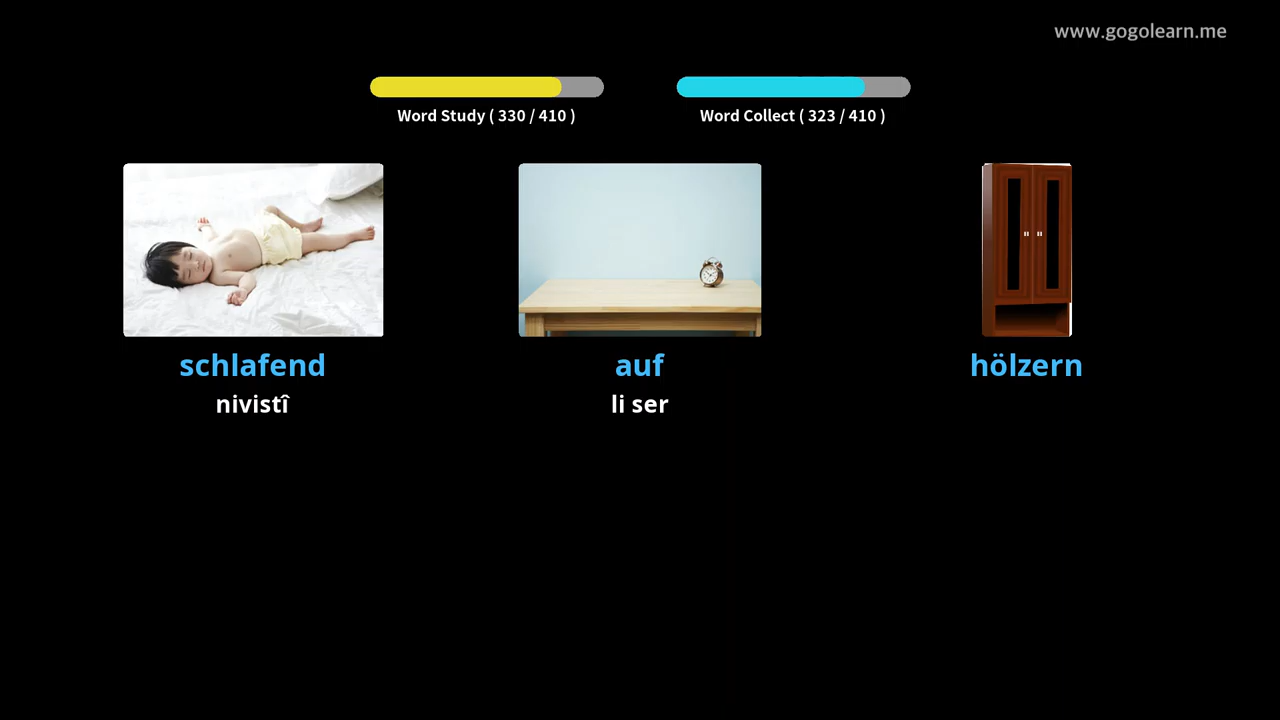 www.gogolearn.me
Word Study ( 330 / 410 )
Word Collect ( 323 / 410 )
schlafend
auf
hölzern
nivistî
li ser